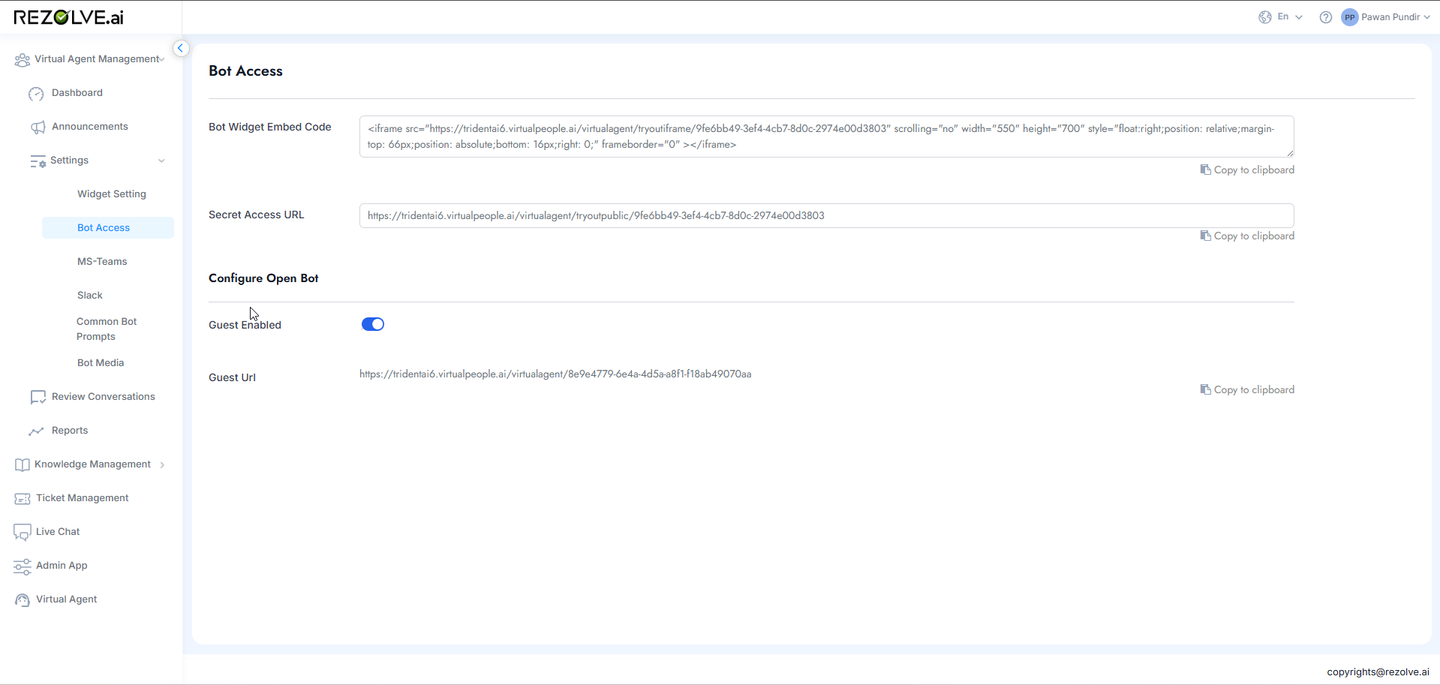 REZOLVE.ai
En
PP
Pawan Pundir
Virtual Agent Management
Dashboard
Announcements
Settings
Widget Setting
Bot Access
MS-Teams
Slack
Common Bot
Prompts
Bot Media
Review Conversations
Reports
Knowledge Management
Ticket Management
Live Chat
Admin App
Virtual Agent
Bot Access
Bot Widget Embed Code
<iframe src="https://tridentai6.virtualpeople.ai/virtualagent/tryoutiframe/9fe6bb49-3ef4-4cb7-8d0c-2974e00d3803" scrolling="no" width="550" height="700" style="float:right;position: relative;margin-
top: 66px;position: absolute;bottom: 16px;right: 0;" frameborder="0" ></iframe>
Copy to clipboard
Secret Access URL
https://tridentai6.virtualpeople.ai/virtualagent/tryoutpublic/9fe6bb49-3ef4-4cb7-8d0c-2974e00d3803
Copy to clipboard
Configure Open Bot
Guest Enabled
Guest Url
https://tridentai6.virtualpeople.ai/virtualagent/8e9e4779-6e4a-4d5a-a8f1-f18ab49070aa
Copy to clipboard
copyrights@rezolve.ai